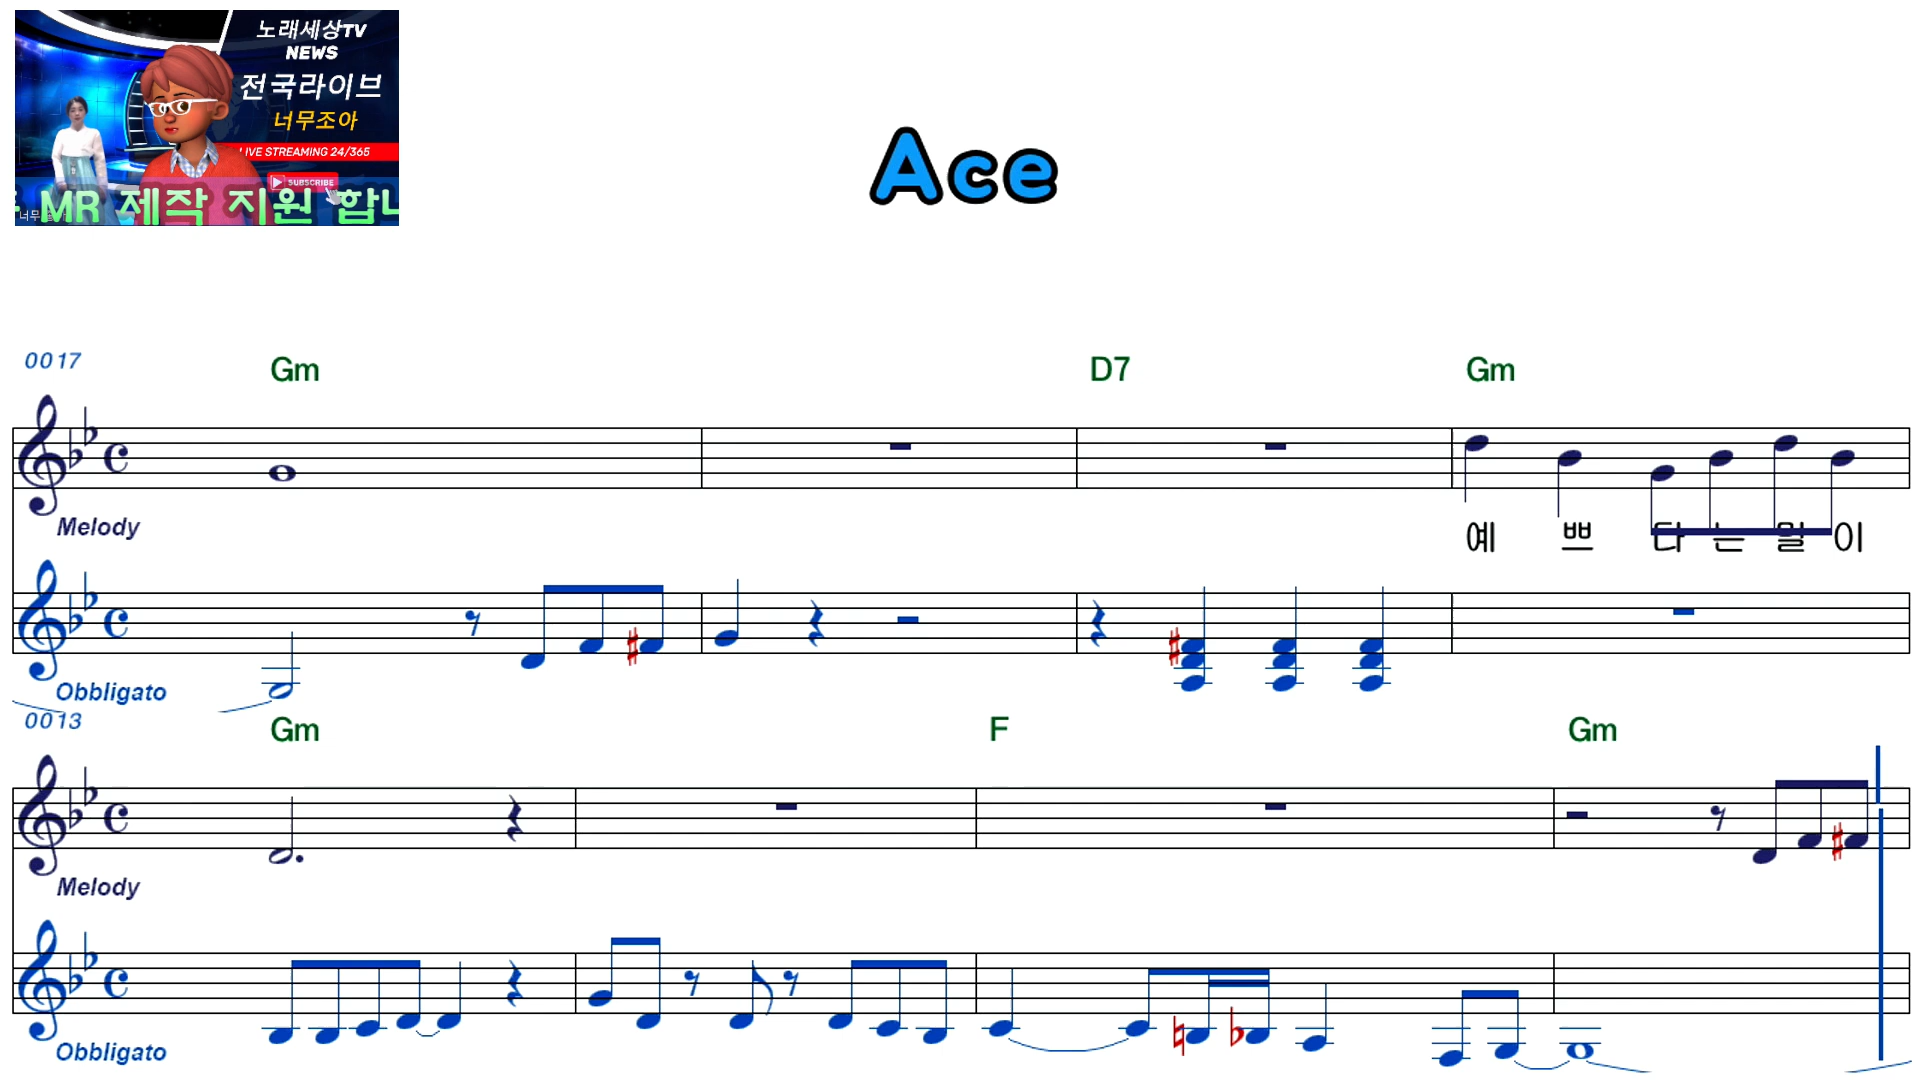 노래세상TV
NEWS
전국라이브
너무조아
LIVE STREAMING 24/365
SUBSCRIBE
MR 제작 지원 합니
너무
Ace
0017
Gm D7 Gm
Melody
예 쁘 다 는 말 이
Obbligato
0013
Gm F Gm
Melody
Obbligato